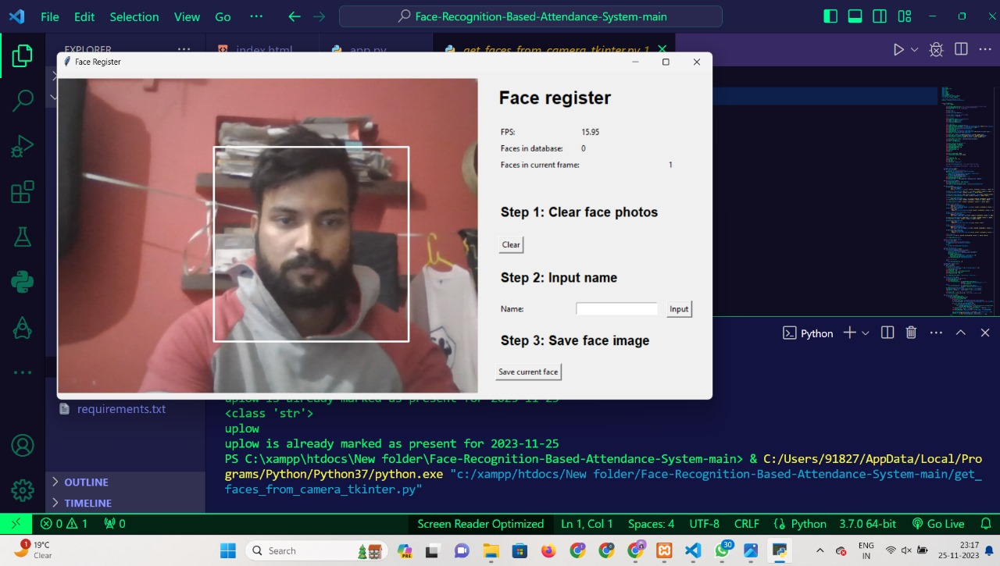 File Edit Selection View Go ··· Face-Recognition-Based-Attendance-System-main
EXPLORER ··· index.html app.py get_faces_from_camera_tkinter.py 1
Face Register
Face register
FPS: 15.95
Faces in database: 0
Faces in current frame: 1
Step 1: Clear face photos
Clear
Step 2: Input name
Name: Input
Step 3: Save face image
Save current face
Python
requirements.txt
OUTLINE
TIMELINE
uplow is already marked as present for 2023-11-25
<class 'str'>
uplow
uplow is already marked as present for 2023-11-25
PS C:\xampp\htdocs\New folder\Face-Recognition-Based-Attendance-System-main> & C:/Users/91827/AppData/Local/Pro
grams/Python/Python37/python.exe "c:/xampp/htdocs/New folder/Face-Recognition-Based-Attendance-System-main/get_
faces_from_camera_tkinter.py"
0 1 0 Screen Reader Optimized Ln 1, Col 1 Spaces: 4 UTF-8 CRLF Python 3.7.0 64-bit Go Live
1 19°C
Clear
Search
PRE
30
ENG
IN
23:17
25-11-2023